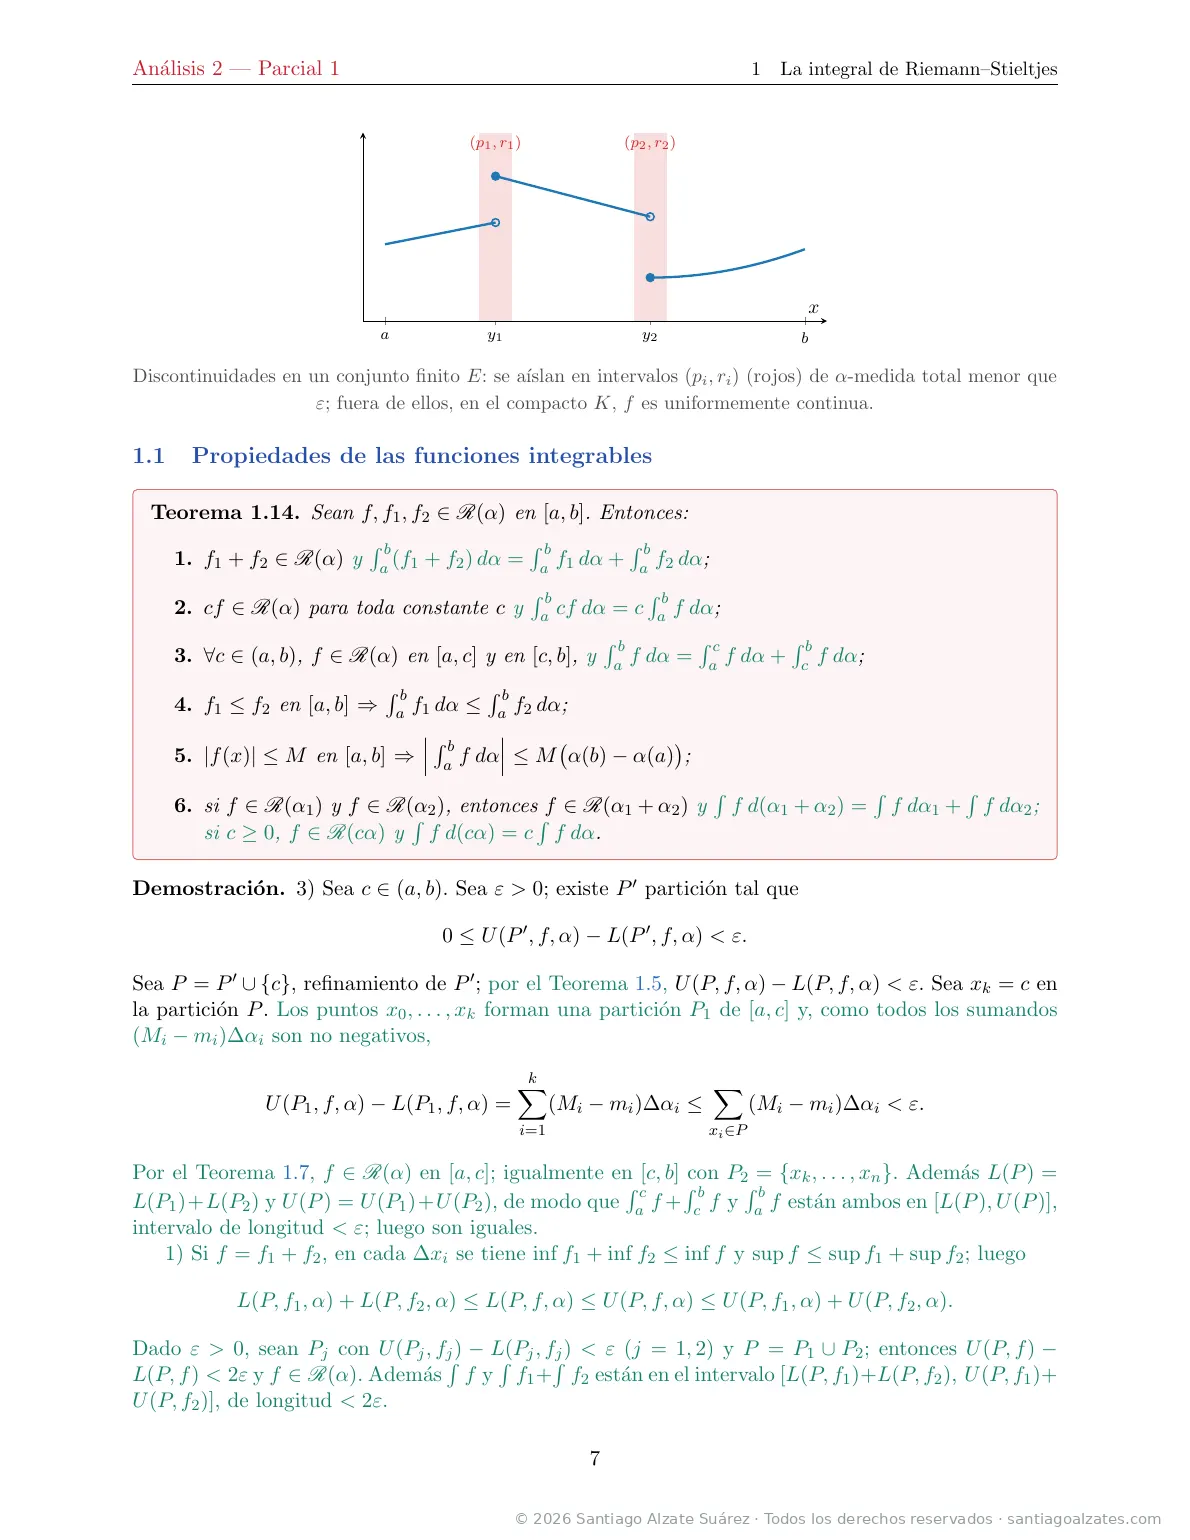 Análisis 2 — Parcial 1
1 La integral de Riemann–Stieltjes
(p₁, r₁) (p₂, r₂)
x
a y₁ y₂ b
Discontinuidades en un conjunto finito E: se aíslan en intervalos (pᵢ, rᵢ) (rojos) de α-medida total menor que
ε; fuera de ellos, en el compacto K, f es uniformemente continua.
1.1 Propiedades de las funciones integrables
Teorema 1.14. Sean f, f₁, f₂ ∈ ℛ(α) en [a, b]. Entonces:
1. f₁ + f₂ ∈ ℛ(α) y ∫ₐᵇ(f₁ + f₂) dα = ∫ₐᵇ f₁ dα + ∫ₐᵇ f₂ dα;
2. cf ∈ ℛ(α) para toda constante c y ∫ₐᵇ cf dα = c ∫ₐᵇ f dα;
3. ∀c ∈ (a, b), f ∈ ℛ(α) en [a, c] y en [c, b], y ∫ₐᵇ f dα = ∫ₐᶜ f dα + ∫_c^b f dα;
4. f₁ ≤ f₂ en [a, b] ⇒ ∫ₐᵇ f₁ dα ≤ ∫ₐᵇ f₂ dα;
5. |f(x)| ≤ M en [a, b] ⇒ |∫ₐᵇ f dα| ≤ M(α(b) − α(a));
6. si f ∈ ℛ(α₁) y f ∈ ℛ(α₂), entonces f ∈ ℛ(α₁ + α₂) y ∫ f d(α₁ + α₂) = ∫ f dα₁ + ∫ f dα₂;
si c ≥ 0, f ∈ ℛ(cα) y ∫ f d(cα) = c ∫ f dα.
Demostración. 3) Sea c ∈ (a, b). Sea ε > 0; existe P′ partición tal que
0 ≤ U(P′, f, α) − L(P′, f, α) < ε.
Sea P = P′ ∪ {c}, refinamiento de P′; por el Teorema 1.5, U(P, f, α) − L(P, f, α) < ε. Sea xₖ = c en
la partición P. Los puntos x₀, . . . , xₖ forman una partición P₁ de [a, c] y, como todos los sumandos
(Mᵢ − mᵢ)Δαᵢ son no negativos,
U(P₁, f, α) − L(P₁, f, α) = ∑_{i=1}^{k} (Mᵢ − mᵢ)Δαᵢ ≤ ∑_{xᵢ∈P} (Mᵢ − mᵢ)Δαᵢ < ε.
Por el Teorema 1.7, f ∈ ℛ(α) en [a, c]; igualmente en [c, b] con P₂ = {xₖ, . . . , xₙ}. Además L(P) =
L(P₁)+L(P₂) y U(P) = U(P₁)+U(P₂), de modo que ∫ₐᶜ f + ∫_c^b f y ∫ₐᵇ f están ambos en [L(P), U(P)],
intervalo de longitud < ε; luego son iguales.
1) Si f = f₁ + f₂, en cada Δxᵢ se tiene inf f₁ + inf f₂ ≤ inf f y sup f ≤ sup f₁ + sup f₂; luego
L(P, f₁, α) + L(P, f₂, α) ≤ L(P, f, α) ≤ U(P, f, α) ≤ U(P, f₁, α) + U(P, f₂, α).
Dado ε > 0, sean Pⱼ con U(Pⱼ, fⱼ) − L(Pⱼ, fⱼ) < ε (j = 1, 2) y P = P₁ ∪ P₂; entonces U(P, f) −
L(P, f) < 2ε y f ∈ ℛ(α). Además ∫ f y ∫ f₁+∫ f₂ están en el intervalo [L(P, f₁)+L(P, f₂), U(P, f₁)+
U(P, f₂)], de longitud < 2ε.
7
© 2026 Santiago Alzate Suárez · Todos los derechos reservados · santiagoalzates.com